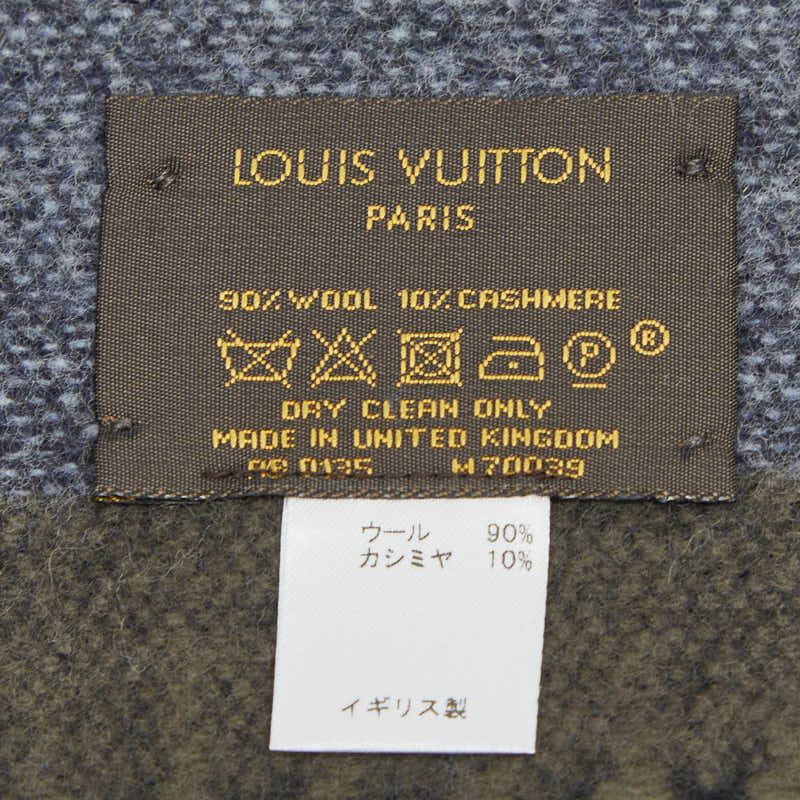 LOUIS VUITTON
PARIS
90% WOOL 10% CASHMERE
P ®
DRY CLEAN ONLY
MADE IN UNITED KINGDOM
0135 M70039
ウール 90%
カシミヤ 10%
イギリス製